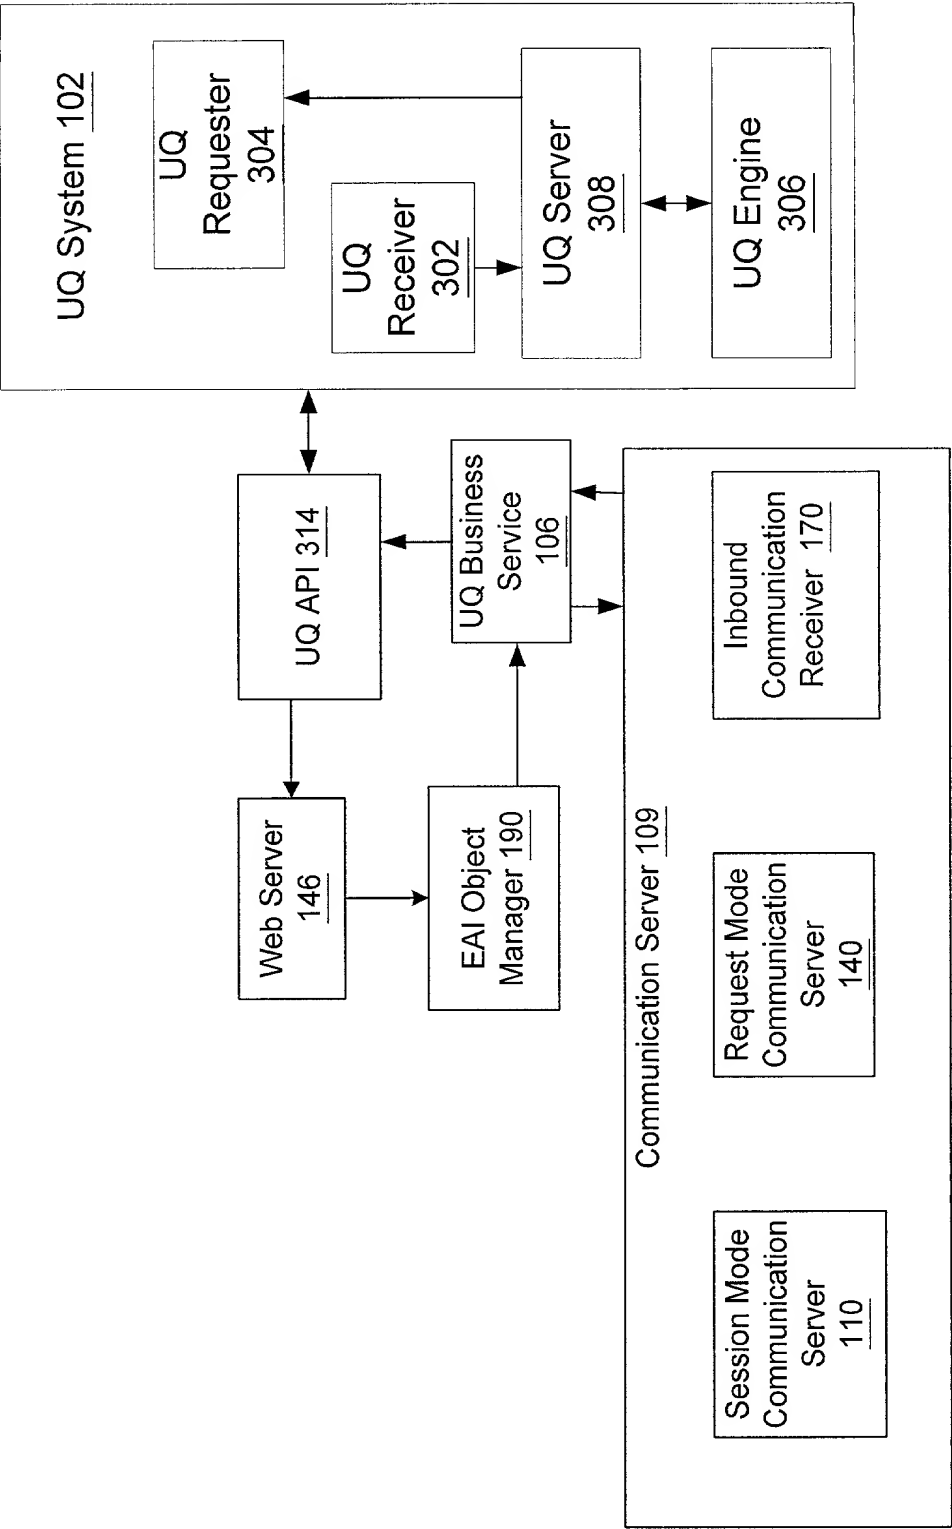 UQ System 102
UQ
Requester
304
UQ
Receiver
302
UQ Server
308
UQ Engine
306
UQ API 314
UQ Business
Service
106
Web Server
146
EAI Object
Manager 190
Communication Server 109
Session Mode
Communication
Server
110
Request Mode
Communication
Server
140
Inbound
Communication
Receiver 170